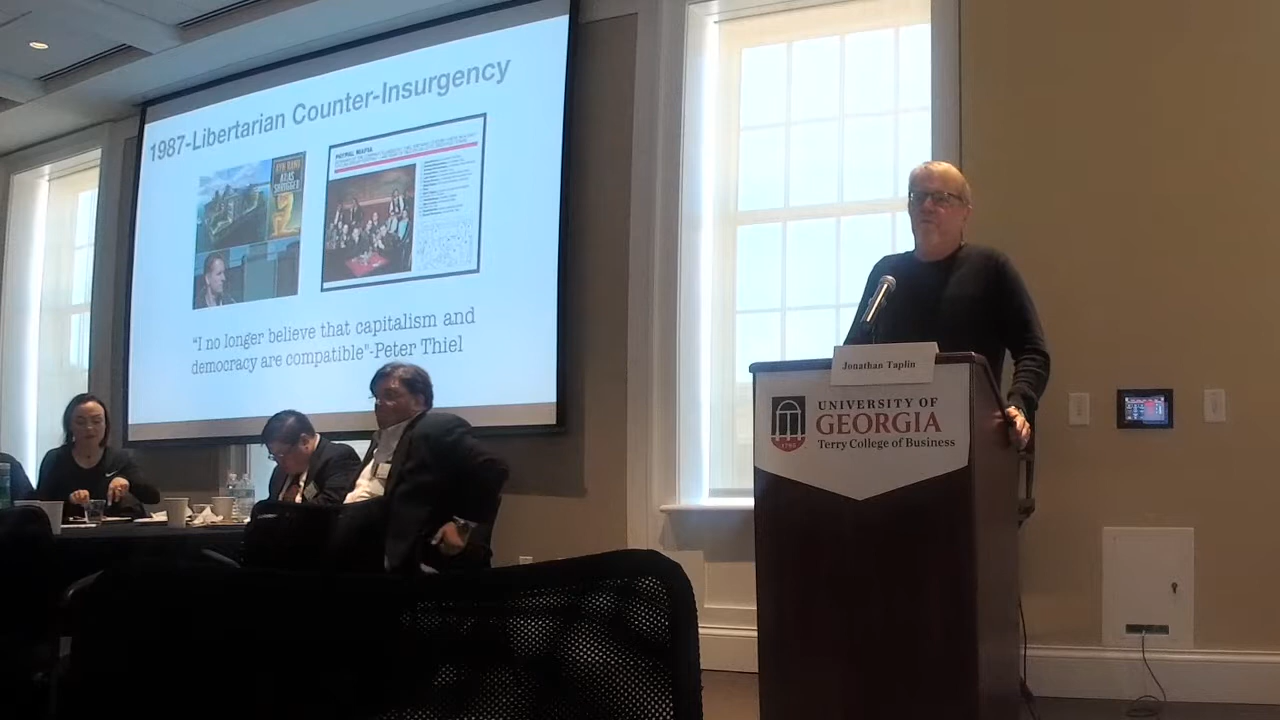 1987-Libertarian Counter-Insurgency
AYN RAND
ATLAS
SHRUGGED
PAYPAL MAFIA
"I no longer believe that capitalism and
democracy are compatible"-Peter Thiel
Jonathan Taplin
UNIVERSITY OF
GEORGIA
1785
Terry College of Business